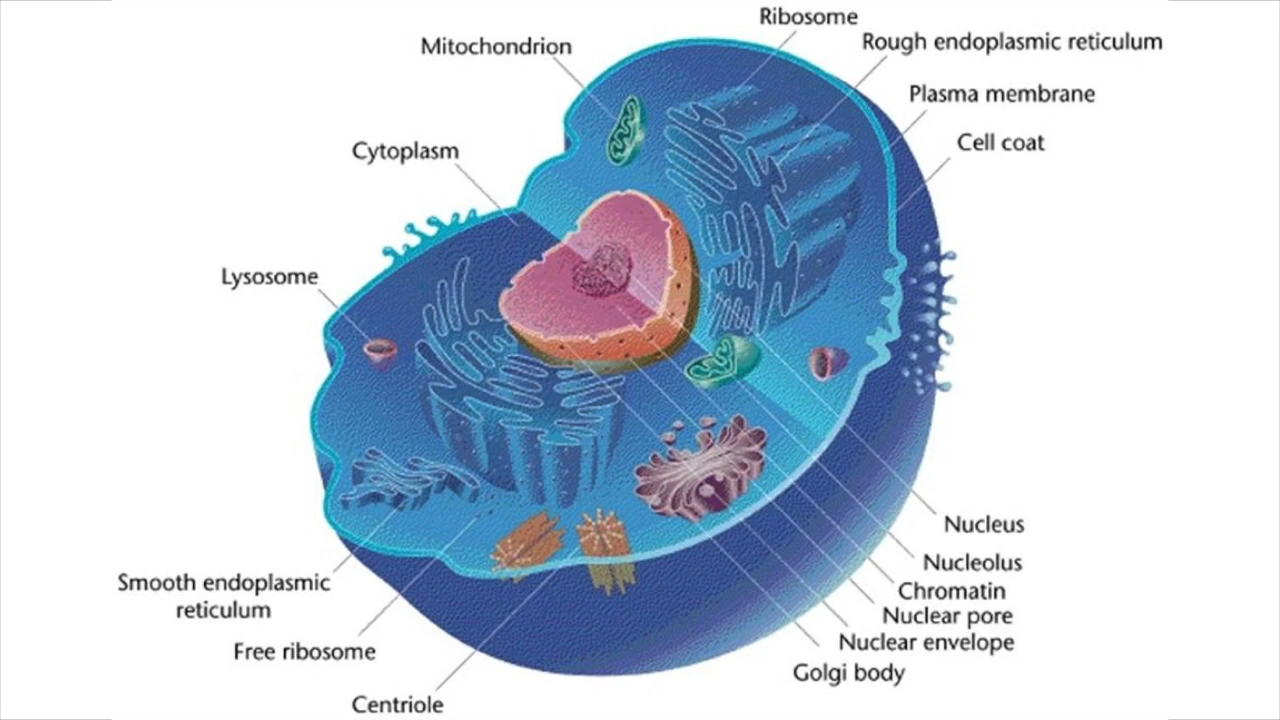 Ribosome
Mitochondrion
Rough endoplasmic reticulum
Plasma membrane
Cell coat
Cytoplasm
Lysosome
Nucleus
Nucleolus
Smooth endoplasmic
reticulum
Chromatin
Nuclear pore
Nuclear envelope
Free ribosome
Golgi body
Centriole